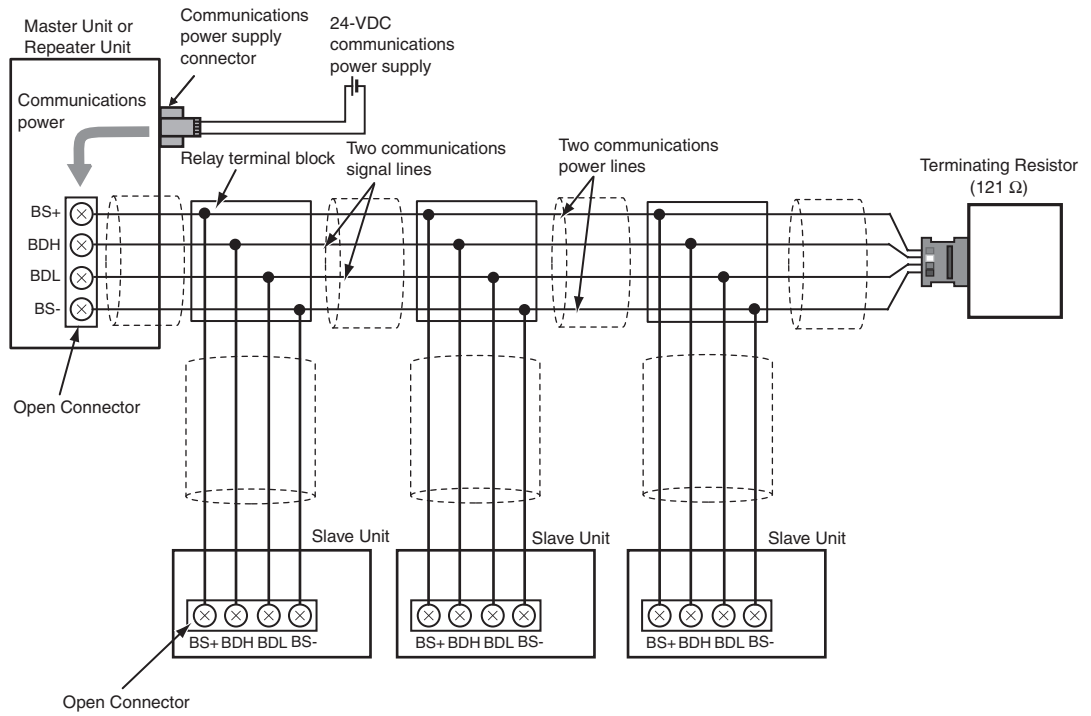 Master Unit or
Repeater Unit
Communications
power supply
connector
24-VDC
communications
power supply
Communications
power
Relay terminal block
Two communications
signal lines
Two communications
power lines
Terminating Resistor
(121 Ω)
BS+
BDH
BDL
BS-
Open Connector
Slave Unit
Slave Unit
Slave Unit
BS+ BDH BDL BS-
BS+ BDH BDL BS-
BS+ BDH BDL BS-
Open Connector